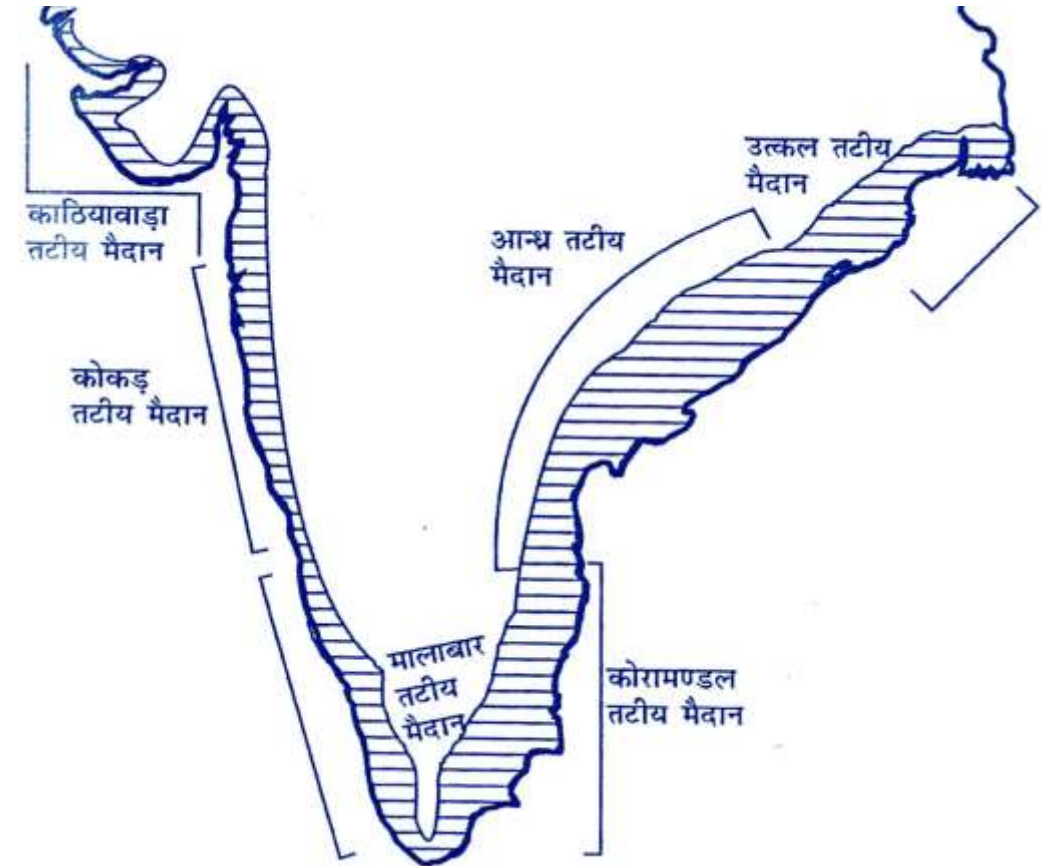 उत्कल तटीय
मैदान
काठियावाड़ा
तटीय मैदान
आन्ध्र तटीय
मैदान
कोकड़
तटीय मैदान
मालाबार
तटीय
मैदान
कोरामण्डल
तटीय मैदान